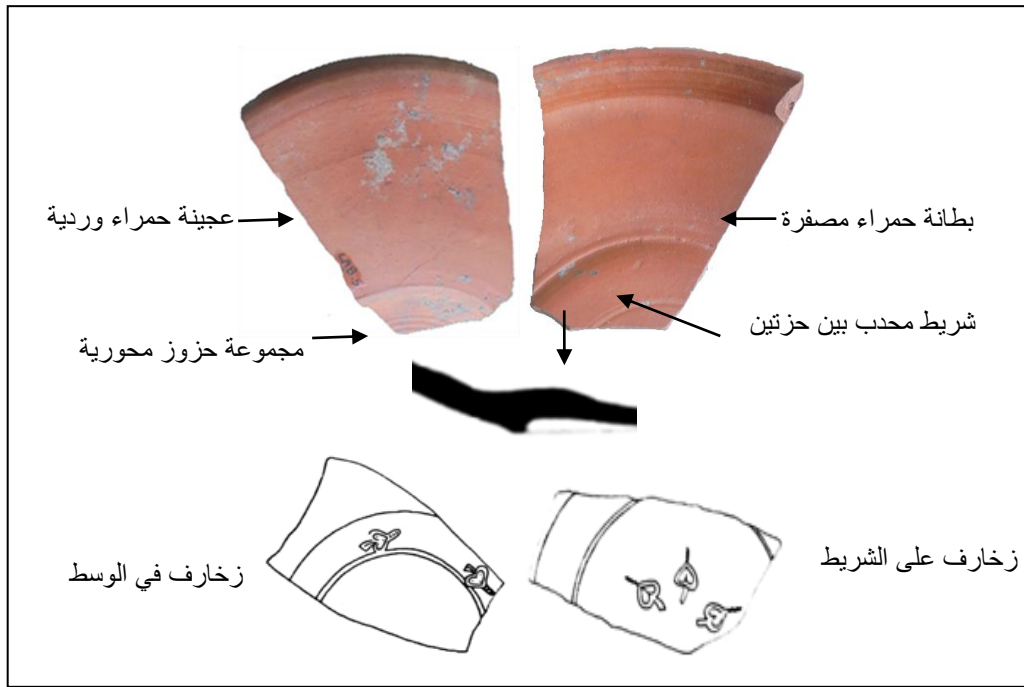 عجينة حمراء وردية
بطانة حمراء مصفرة
شريط محدب بين حزتين
مجموعة حزوز محورية
زخارف على الشريط
زخارف في الوسط